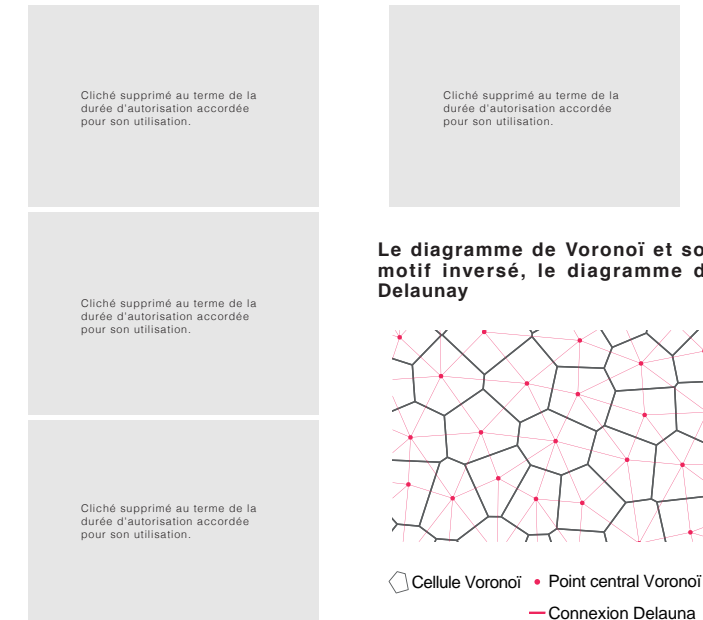 Cliché supprimé au terme de la
durée d'autorisation accordée
pour son utilisation.
Cliché supprimé au terme de la
durée d'autorisation accordée
pour son utilisation.
Cliché supprimé au terme de la
durée d'autorisation accordée
pour son utilisation.
Cliché supprimé au terme de la
durée d'autorisation accordée
pour son utilisation.
Le diagramme de Voronoï et so
motif inversé, le diagramme d
Delaunay
Cellule Voronoï
Point central Voronoï
Connexion Delauna